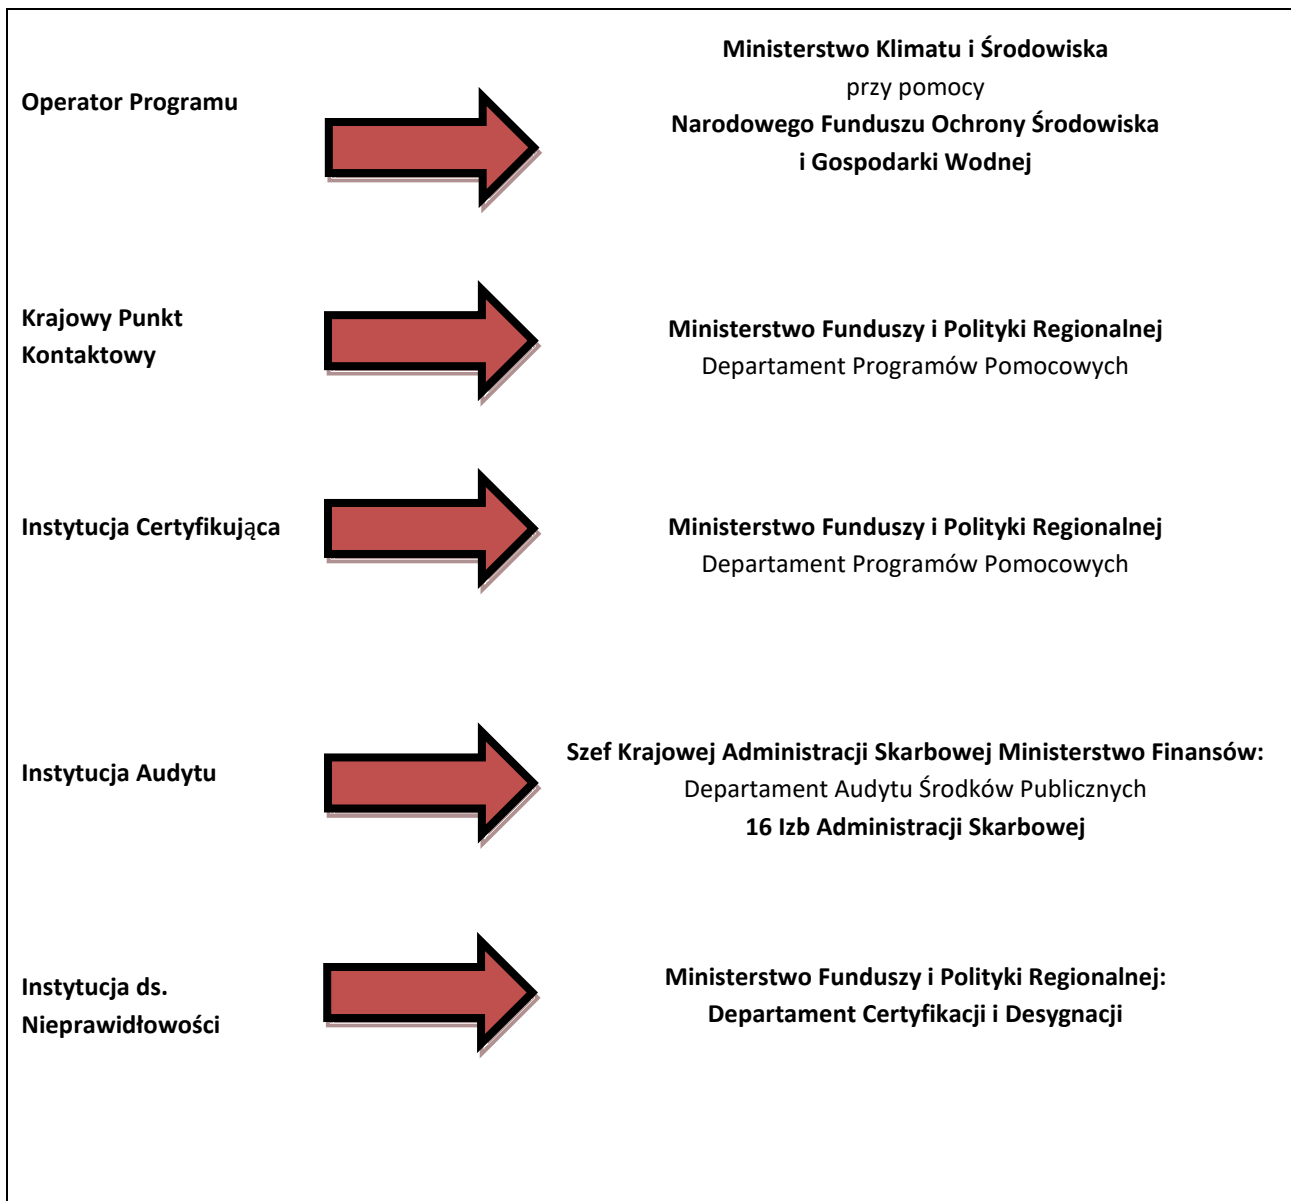 Operator Programu
Ministerstwo Klimatu i Środowiska
przy pomocy
Narodowego Funduszu Ochrony Środowiska
i Gospodarki Wodnej
Krajowy Punkt
Kontaktowy
Ministerstwo Funduszy i Polityki Regionalnej
Departament Programów Pomocowych
Instytucja Certyfikująca
Ministerstwo Funduszy i Polityki Regionalnej
Departament Programów Pomocowych
Instytucja Audytu
Szef Krajowej Administracji Skarbowej Ministerstwo Finansów:
Departament Audytu Środków Publicznych
16 Izb Administracji Skarbowej
Instytucja ds.
Nieprawidłowości
Ministerstwo Funduszy i Polityki Regionalnej:
Departament Certyfikacji i Desygnacji